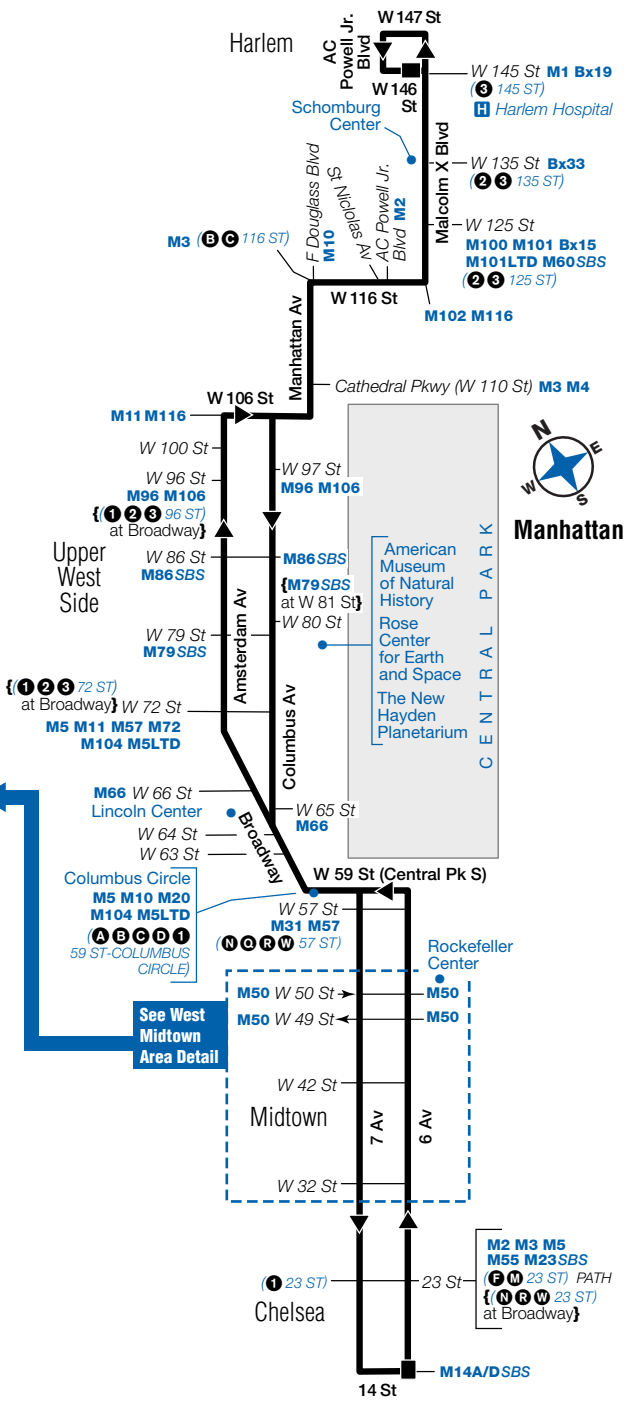 W 147 St
Harlem
AC
Powell Jr.
Blvd
W 146
St
W 145 St M1 Bx19
(3 145 ST)
H Harlem Hospital
Schomburg
Center
Malcolm X Blvd
W 135 St Bx33
(2 3 135 ST)
F Douglass Blvd
M10
St Niclolas Av
AC Powell Jr.
Blvd M2
W 125 St
M100 M101 Bx15
M101LTD M60SBS
(2 3 125 ST)
M3 (B C 116 ST)
W 116 St
M102 M116
Manhattan Av
Cathedral Pkwy (W 110 St) M3 M4
W 106 St
M11 M116
W 100 St
W 96 St
M96 M106
{(1 2 3 96 ST)
at Broadway}
W 97 St
M96 M106
N
E
W
S
Manhattan
Upper
West
Side
W 86 St
M86SBS
M86SBS
{M79SBS
at W 81 St}
W 80 St
W 79 St
M79SBS
American
Museum
of Natural
History
Rose
Center
for Earth
and Space
The New
Hayden
Planetarium
CENTRAL PARK
Amsterdam Av
Columbus Av
{(1 2 3 72 ST)
at Broadway} W 72 St
M5 M11 M57 M72
M104 M5LTD
M66 W 66 St
Lincoln Center
W 65 St
M66
W 64 St
W 63 St
Broadway
W 59 St (Central Pk S)
Columbus Circle
M5 M10 M20
M104 M5LTD
(A B C D 1
59 ST-COLUMBUS
CIRCLE)
W 57 St
M31 M57
(N Q R W 57 ST)
Rockefeller
Center
M50 W 50 St
M50
M50 W 49 St
M50
See West
Midtown
Area Detail
W 42 St
Midtown
7 Av
6 Av
W 32 St
(1 23 ST)
Chelsea
23 St
M2 M3 M5
M55 M23SBS
(F M 23 ST) PATH
{(N R W 23 ST)
at Broadway}
M14A/DSBS
14 St